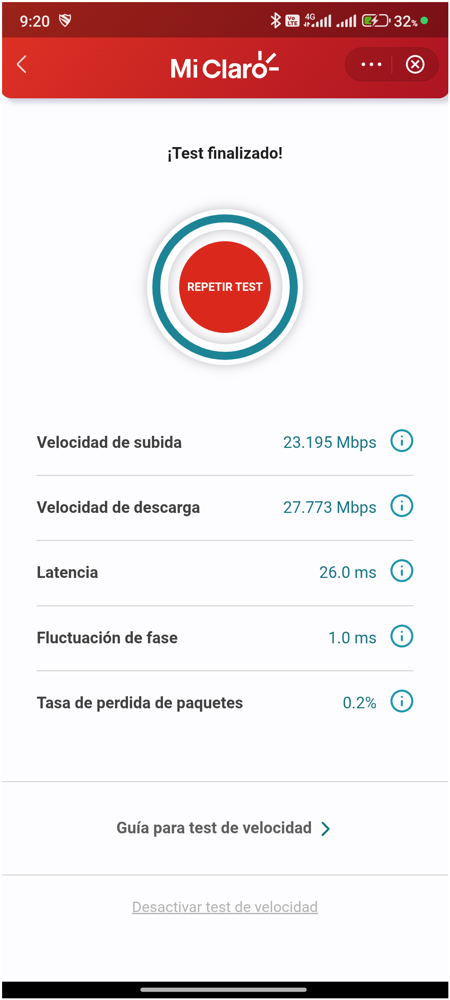 9:20 Vo LTE 4G 32%
Mi Claro
¡Test finalizado!
REPETIR TEST
Velocidad de subida 23.195 Mbps
Velocidad de descarga 27.773 Mbps
Latencia 26.0 ms
Fluctuación de fase 1.0 ms
Tasa de perdida de paquetes 0.2%
Guía para test de velocidad
Desactivar test de velocidad